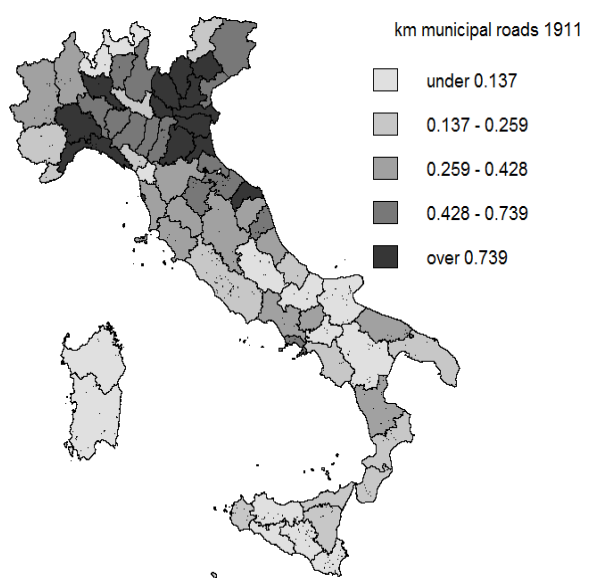 km municipal roads 1911
under 0.137
0.137 - 0.259
0.259 - 0.428
0.428 - 0.739
over 0.739